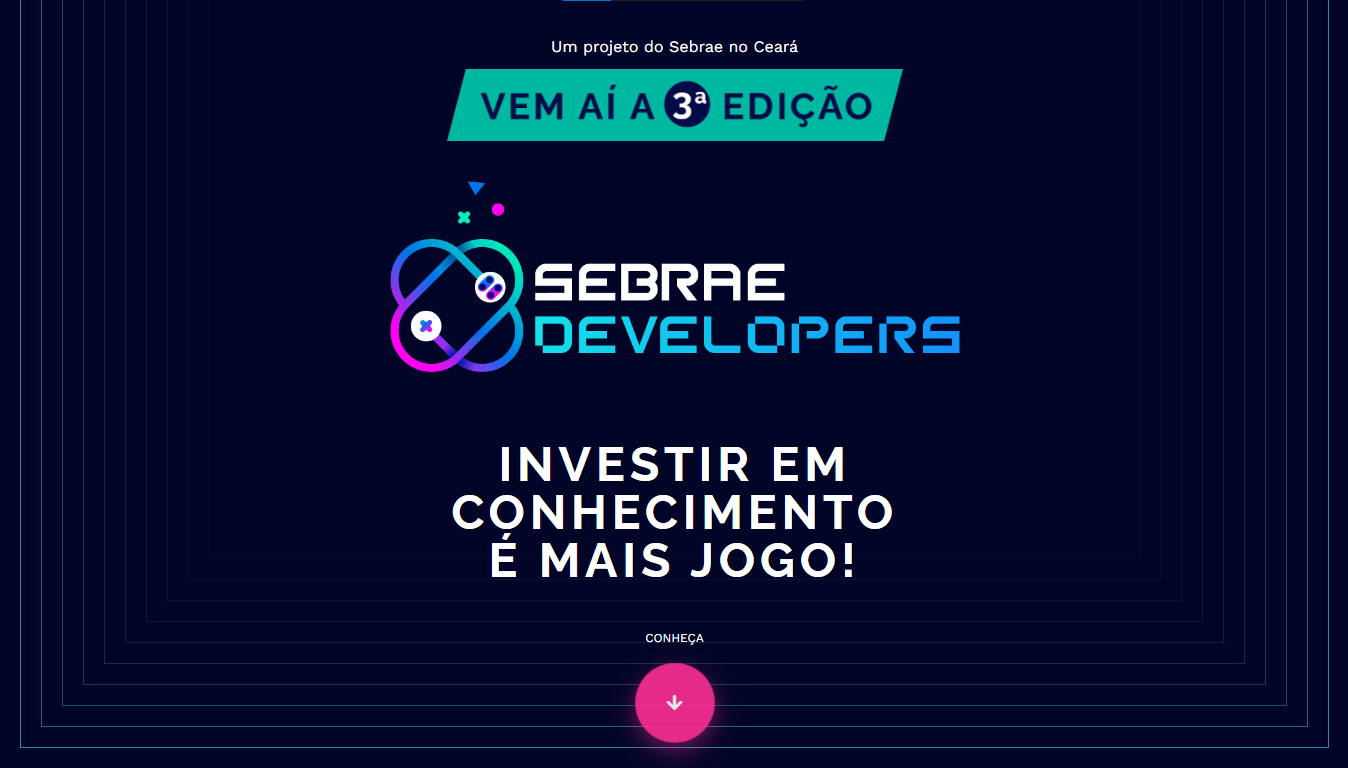 Um projeto do Sebrae no Ceará
VEM AÍ A 3ª EDIÇÃO
SEBRAE
DEVELOPERS
INVESTIR EM
CONHECIMENTO
É MAIS JOGO!
CONHEÇA